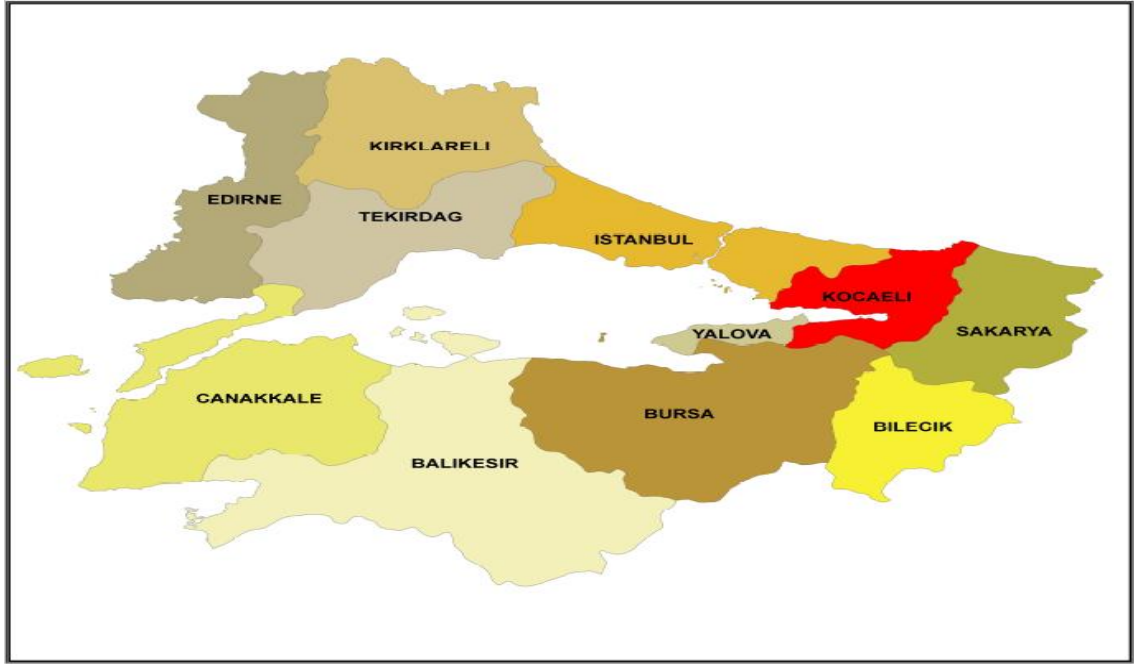 KIRKLARELI
EDIRNE
TEKIRDAG
ISTANBUL
KOCAELI
YALOVA
SAKARYA
CANAKKALE
BURSA
BILECIK
BALIKESIR